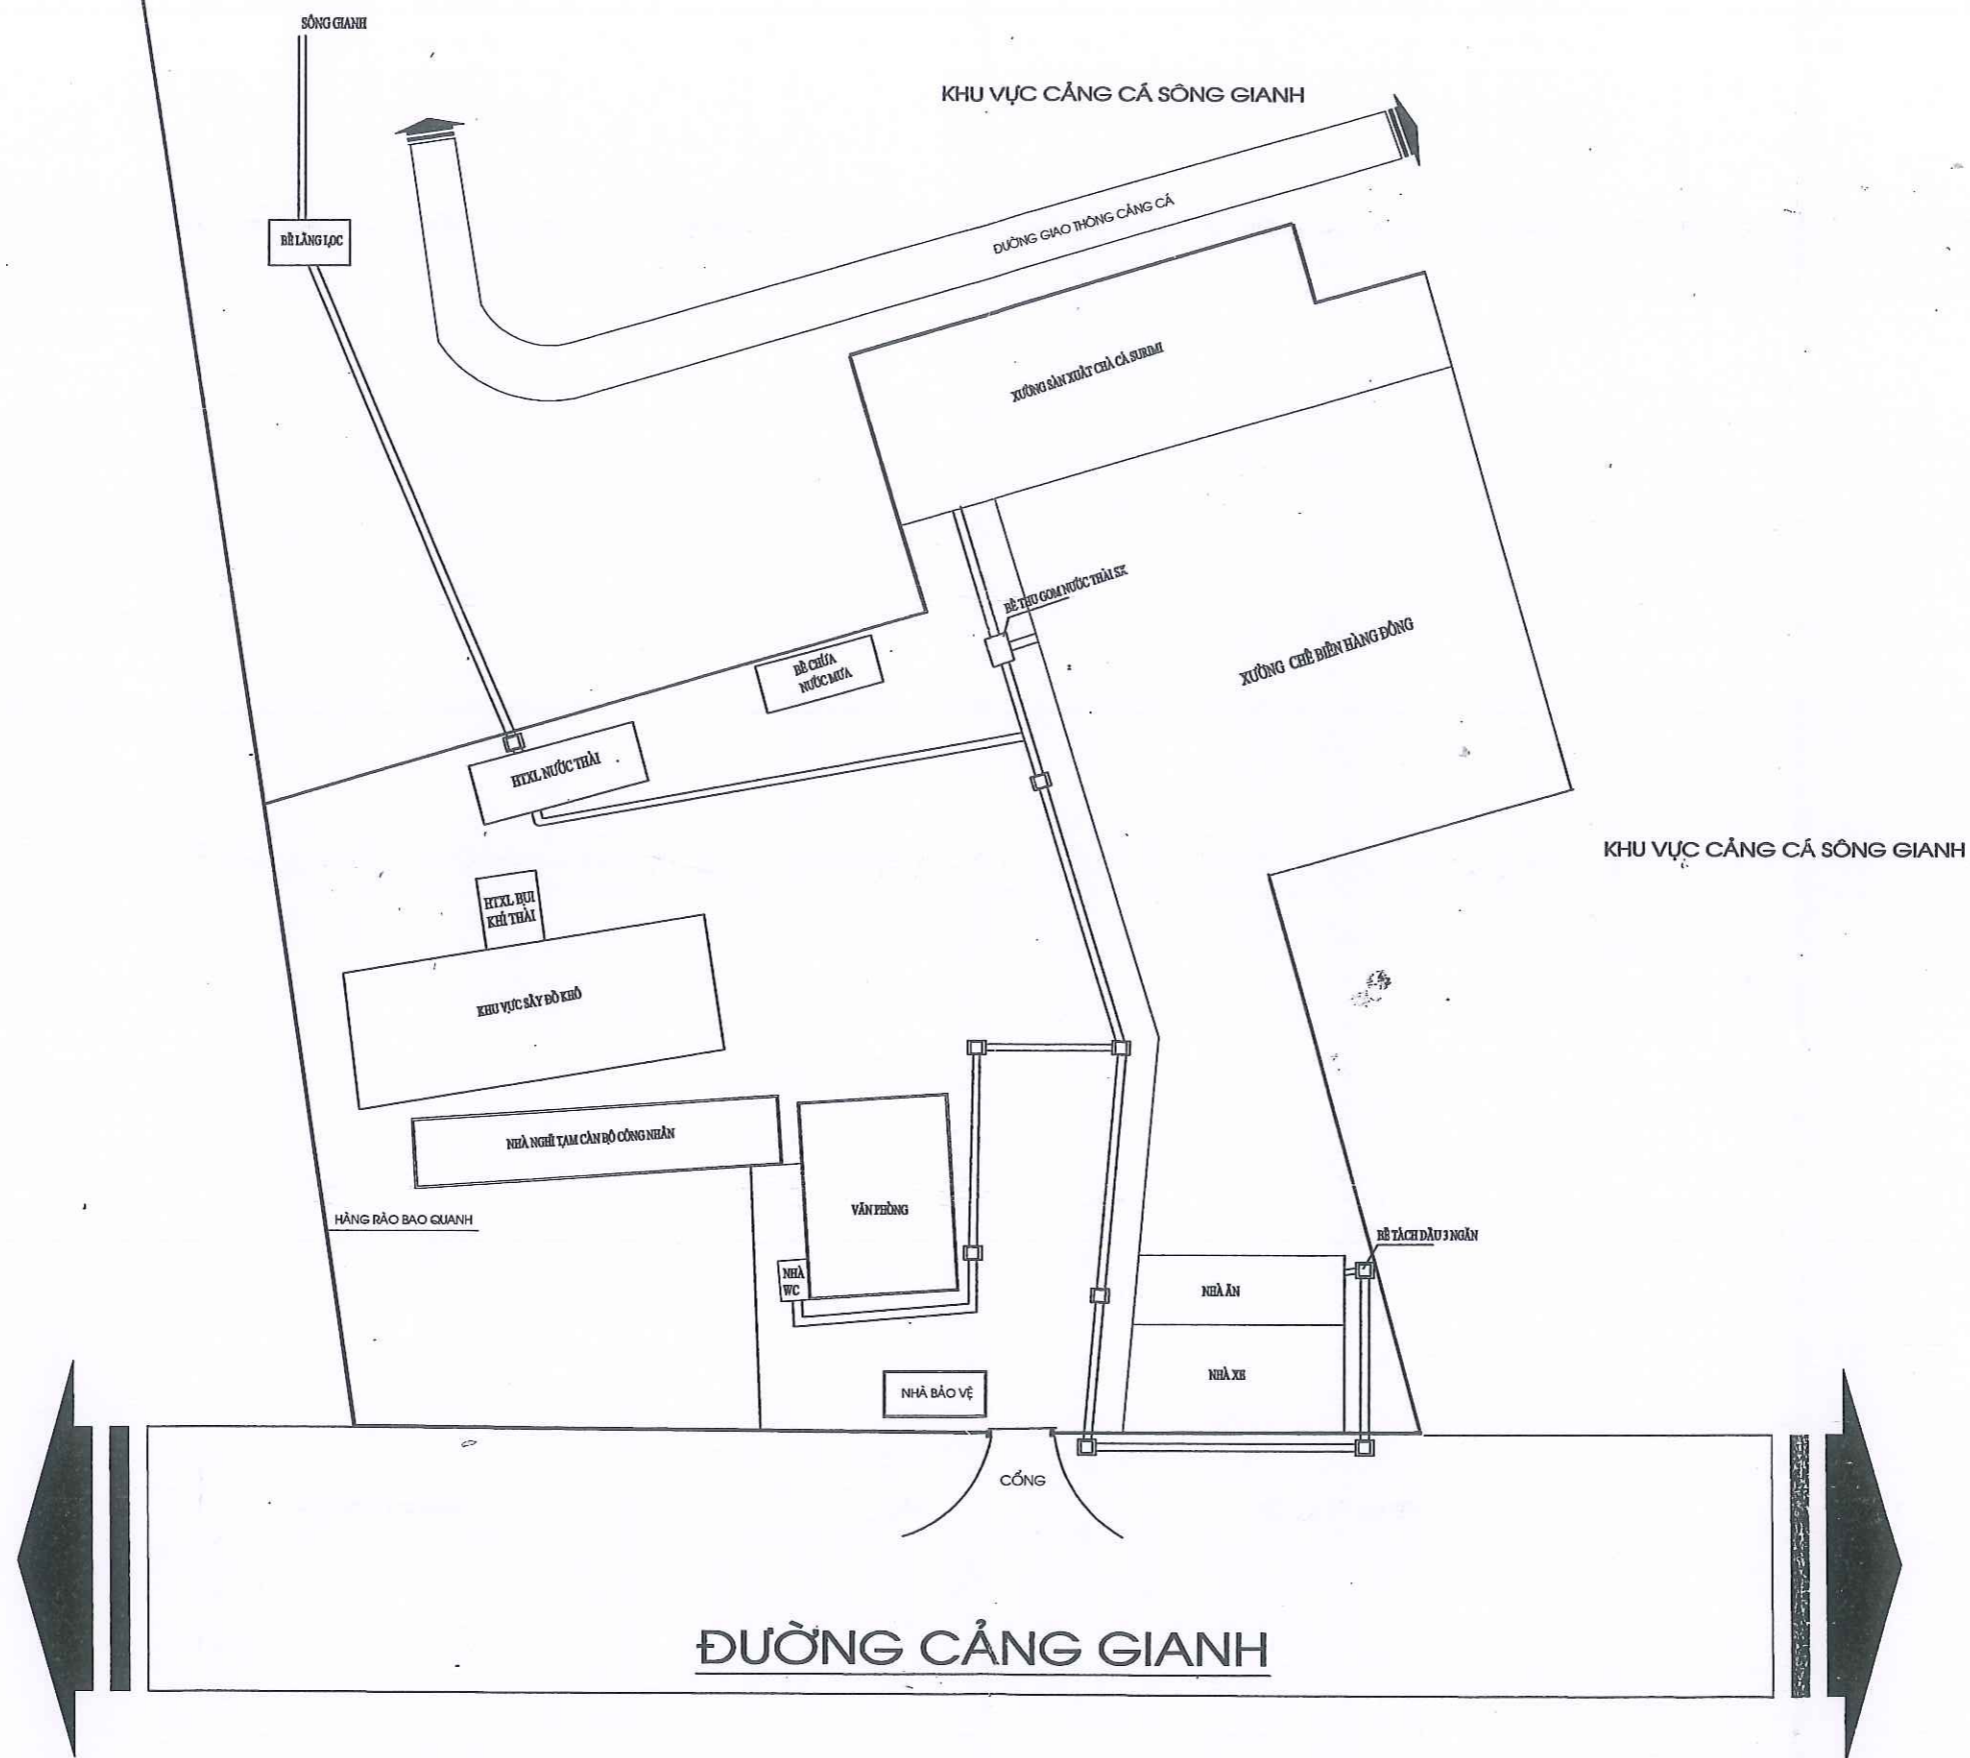 SÔNG GIANH
KHU VỰC CẢNG CÁ SÔNG GIANH
ĐƯỜNG GIAO THÔNG CẢNG CÁ
BỂ LẮNG LỌC
XƯỞNG SẢN XUẤT CHẢ CÁ SURIMI
BỂ THU GOM NƯỚC THẢI SX
XƯỞNG CHẾ BIẾN HÀNG ĐÔNG
BỂ CHỨA
NƯỚC MƯA
HTXL NƯỚC THẢI
KHU VỰC CẢNG CÁ SÔNG GIANH
HTXL BỤI
KHÍ THẢI
KHU VỰC SẤY ĐỒ KHÔ
NHÀ NGHĨ TẠM CÁN BỘ CÔNG NHÂN
VĂN PHÒNG
HÀNG RÀO BAO QUANH
BỂ TÁCH DẦU 3 NGĂN
NHÀ
WC
NHÀ ĂN
NHÀ XE
NHÀ BẢO VỆ
CỔNG
ĐƯỜNG CẢNG GIANH